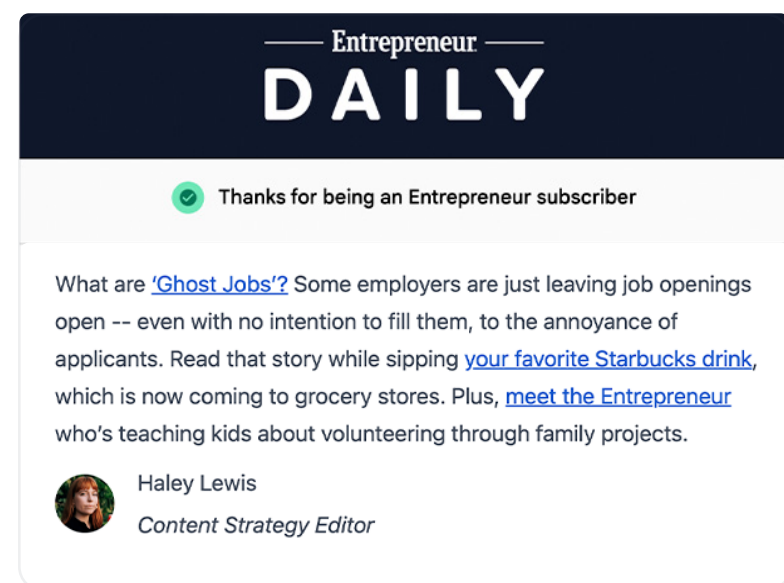 Entrepreneur
DAILY
Thanks for being an Entrepreneur subscriber
What are ‘Ghost Jobs’? Some employers are just leaving job openings
open -- even with no intention to fill them, to the annoyance of
applicants. Read that story while sipping your favorite Starbucks drink,
which is now coming to grocery stores. Plus, meet the Entrepreneur
who’s teaching kids about volunteering through family projects.
Haley Lewis
Content Strategy Editor